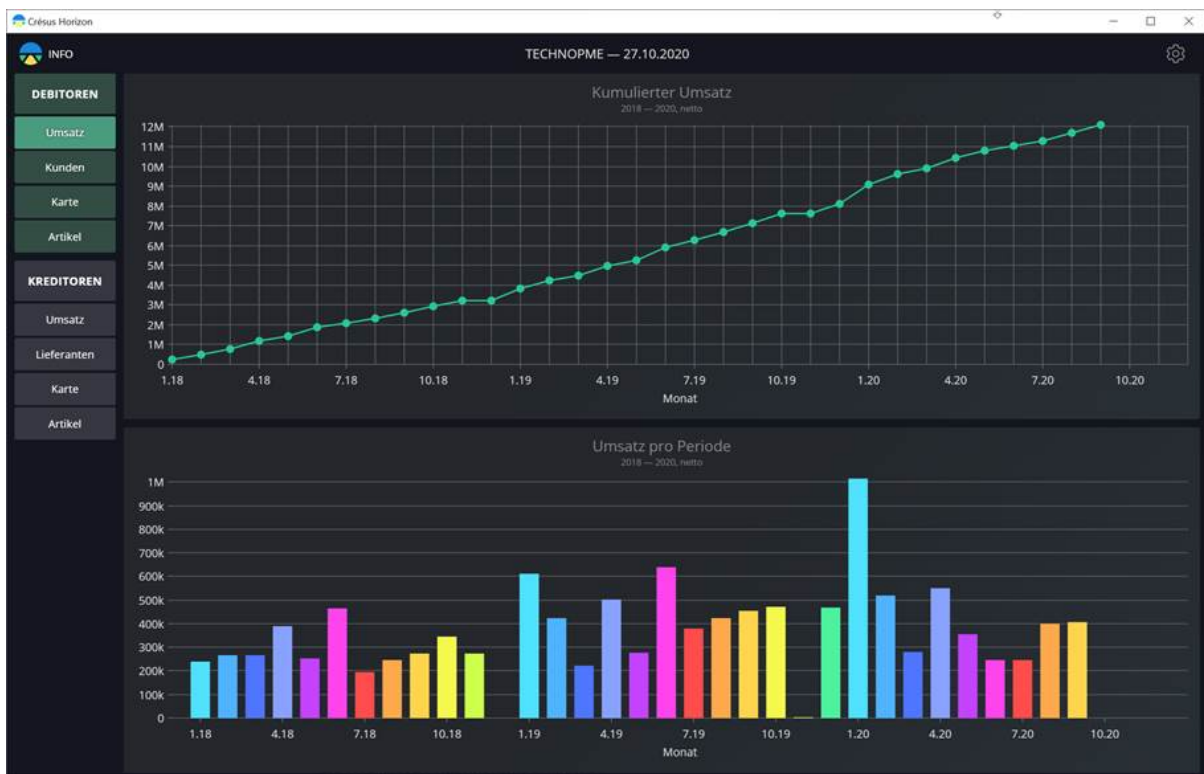 Crésus Horizon
INFO
TECHNOPME — 27.10.2020
DEBITOREN
Umsatz
Kunden
Karte
Artikel
KREDITOREN
Umsatz
Lieferanten
Karte
Artikel
Kumulierter Umsatz
2018 — 2020, netto
12M
11M
10M
9M
8M
7M
6M
5M
4M
3M
2M
1M
0
1.18 4.18 7.18 10.18 1.19 4.19 7.19 10.19 1.20 4.20 7.20 10.20
Monat
Umsatz pro Periode
2018 — 2020, netto
1M
900k
800k
700k
600k
500k
400k
300k
200k
100k
0
1.18 4.18 7.18 10.18 1.19 4.19 7.19 10.19 1.20 4.20 7.20 10.20
Monat